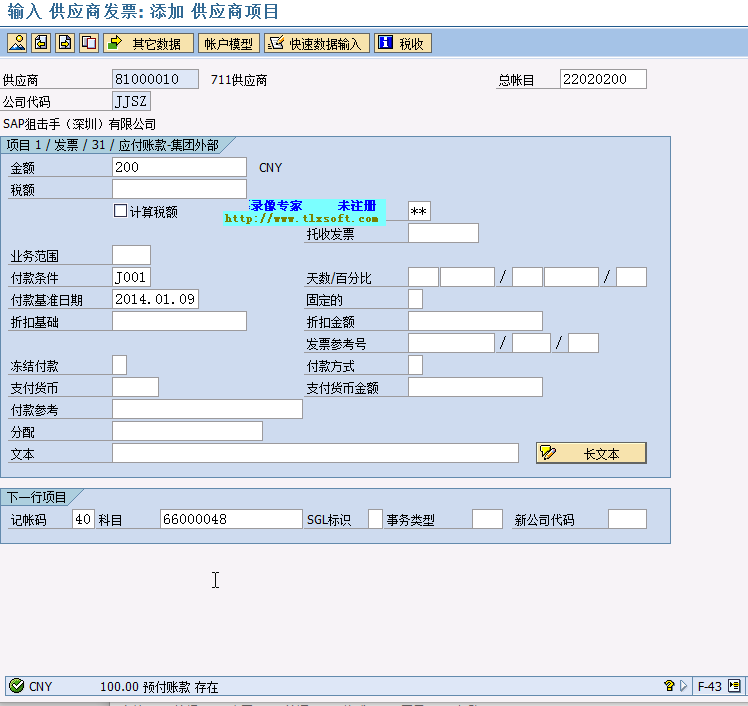 输入 供应商发票: 添加 供应商项目
其它数据 帐户模型 快速数据输入 税收
供应商 81000010 711供应商 总帐目 22020200
公司代码 JJSZ
SAP狙击手（深圳）有限公司
项目 1 / 发票 / 31 / 应付账款-集团外部
金额 200 CNY
税额
计算税额 录像专家 未注册 **
http://www.tlxsoft.com
托收发票
业务范围
付款条件 J001 天数/百分比 / /
付款基准日期 2014.01.09 固定的
折扣基础 折扣金额
发票参考号 / /
冻结付款 付款方式
支付货币 支付货币金额
付款参考
分配
文本 长文本
下一行项目
记帐码 40 科目 66000048 SGL标识 事务类型 新公司代码
CNY 100.00 预付账款 存在 F-43